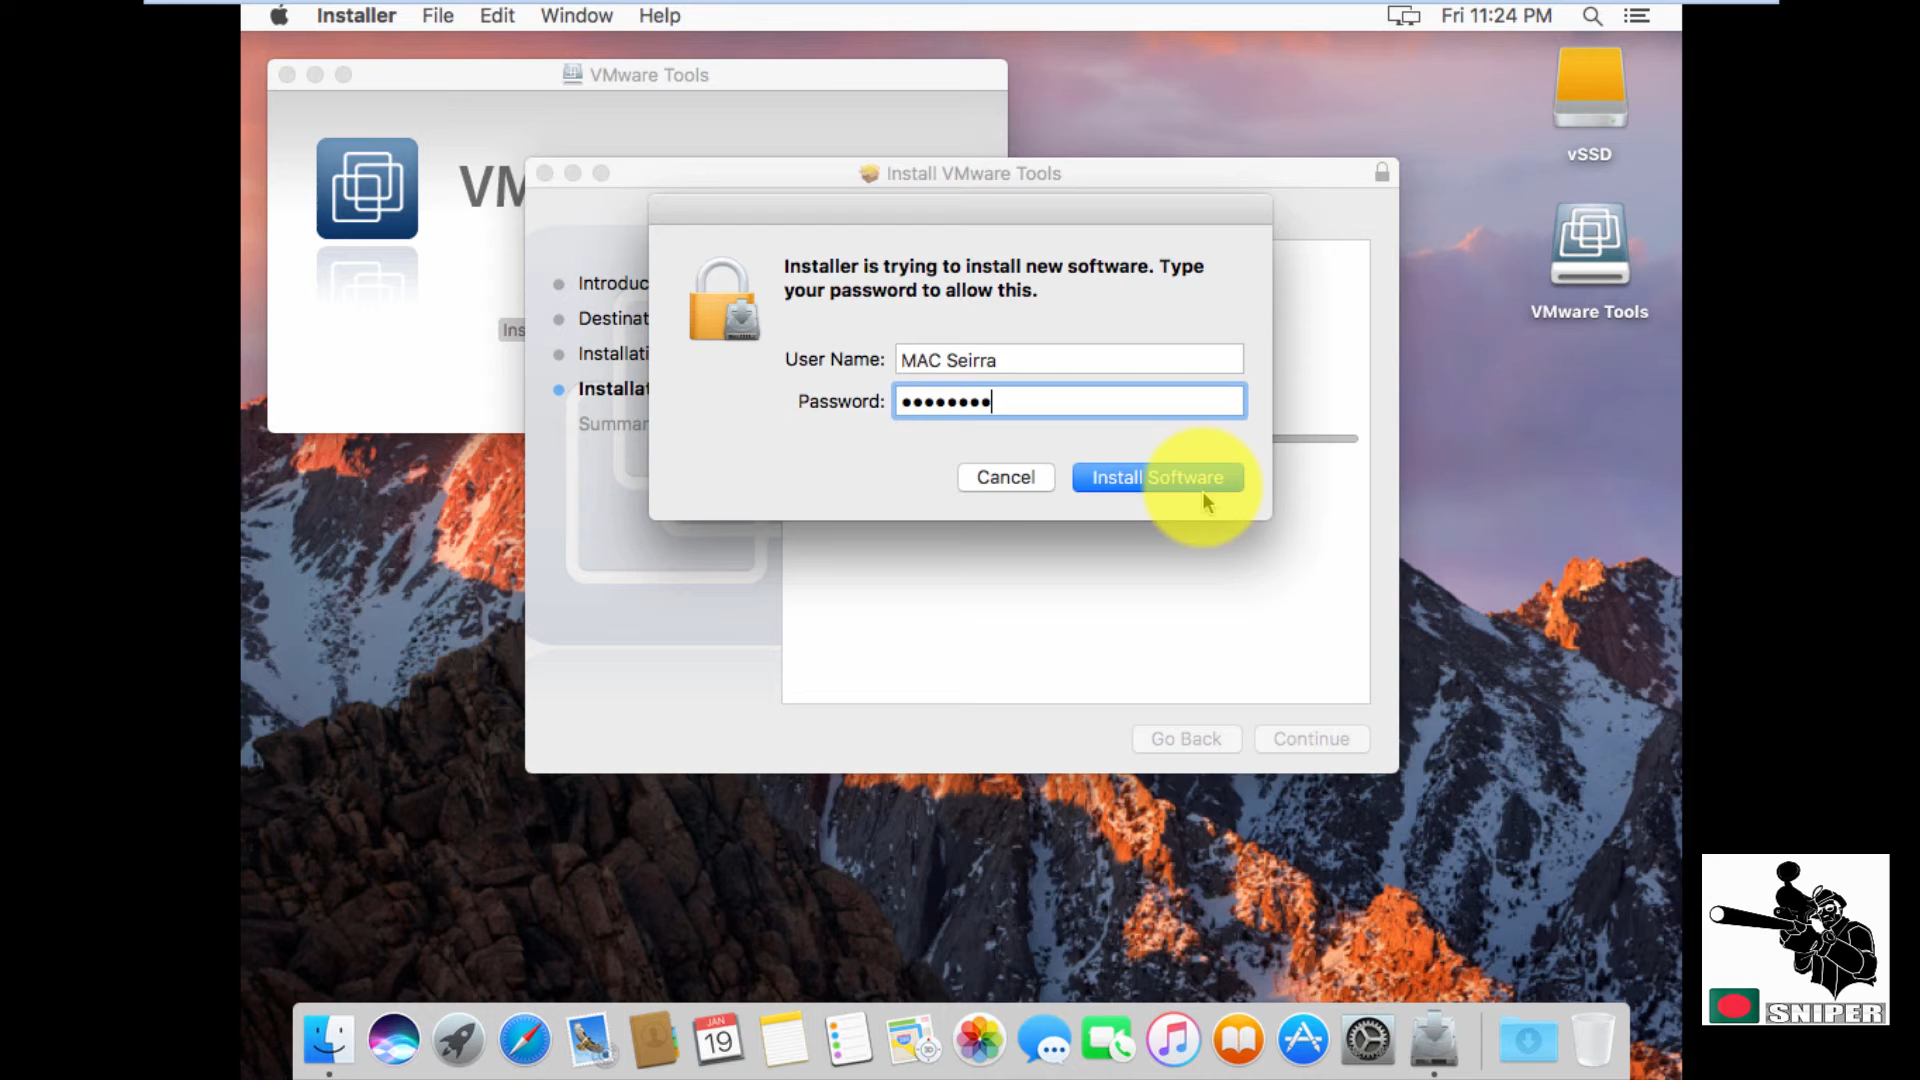 Installer File Edit Window Help Fri 11:24 PM
VMware Tools
VM
Ins
Install VMware Tools
Introduc
Destinat
Installati
Installat
Summar
Installer is trying to install new software. Type
your password to allow this.
User Name: MAC Seirra
Password: ••••••••
Cancel Install Software
Go Back Continue
vSSD
VMware Tools
JAN
19
SNIPER